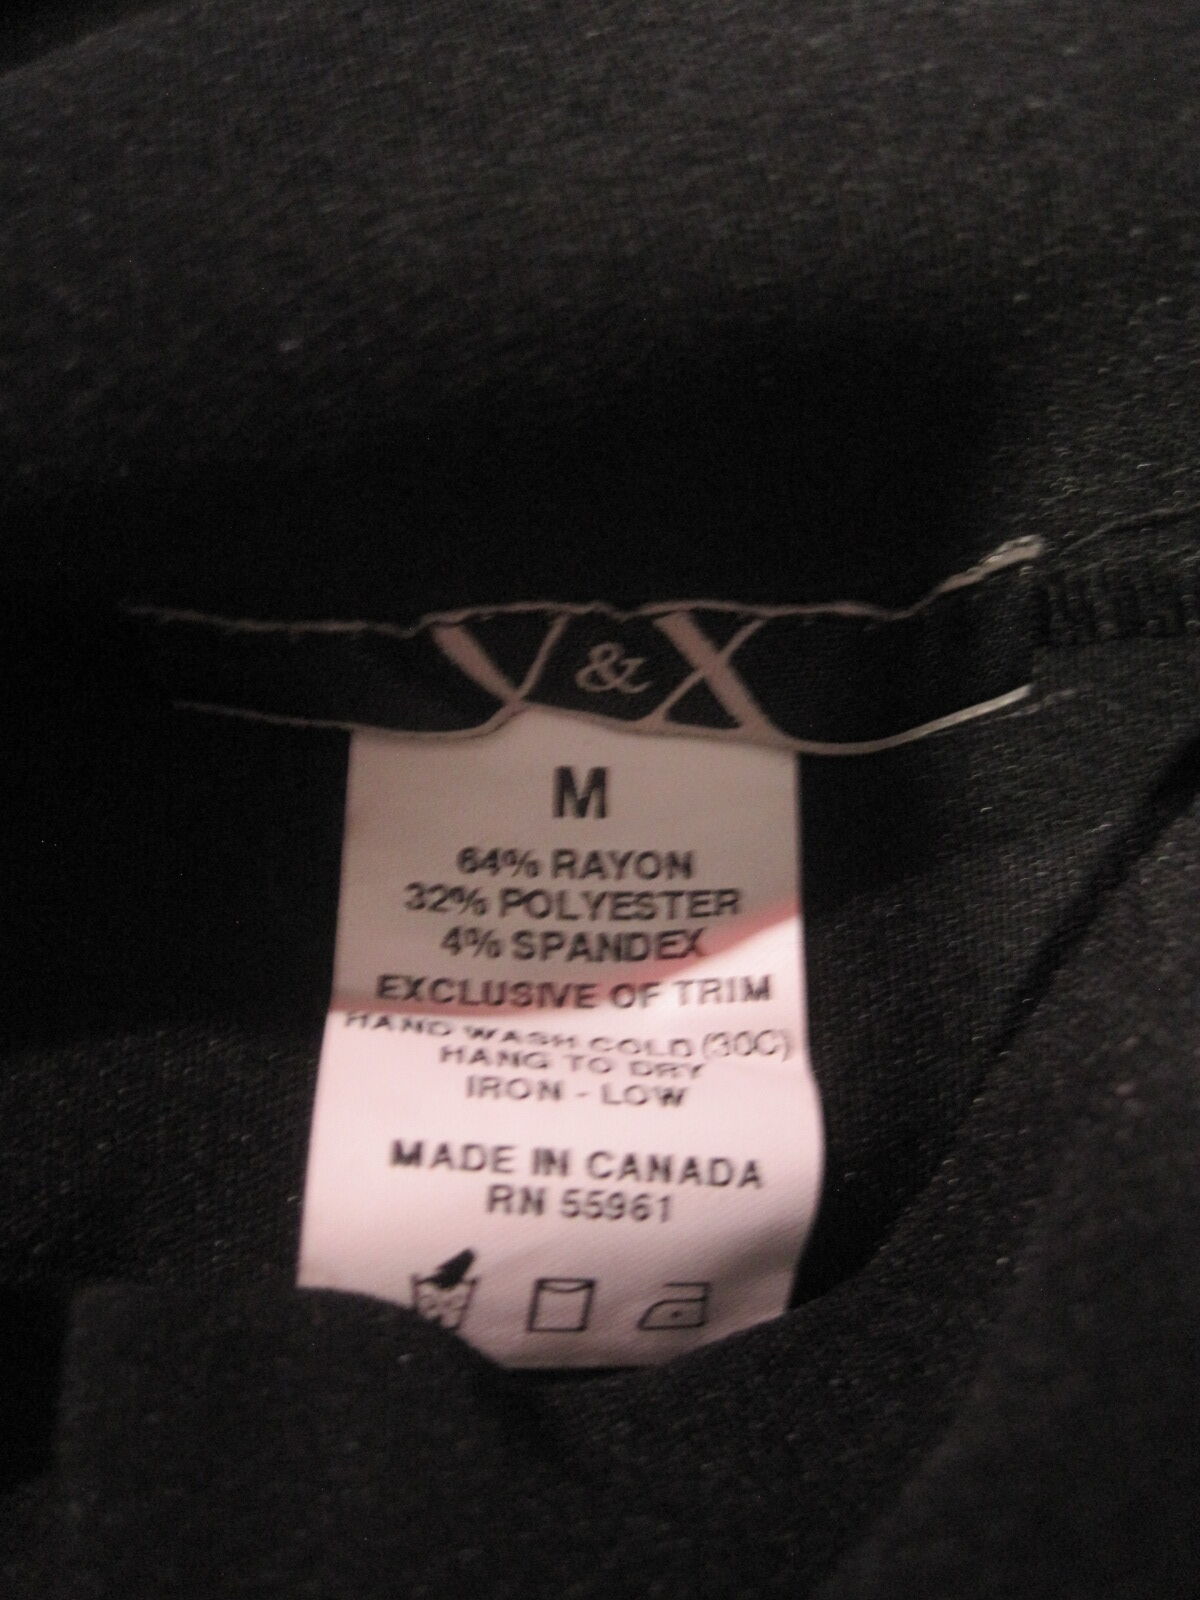 V & X
M
64% RAYON
32% POLYESTER
4% SPANDEX
EXCLUSIVE OF TRIM
HAND WASH COLD (30C)
HANG TO DRY
IRON - LOW
MADE IN CANADA
RN 55961